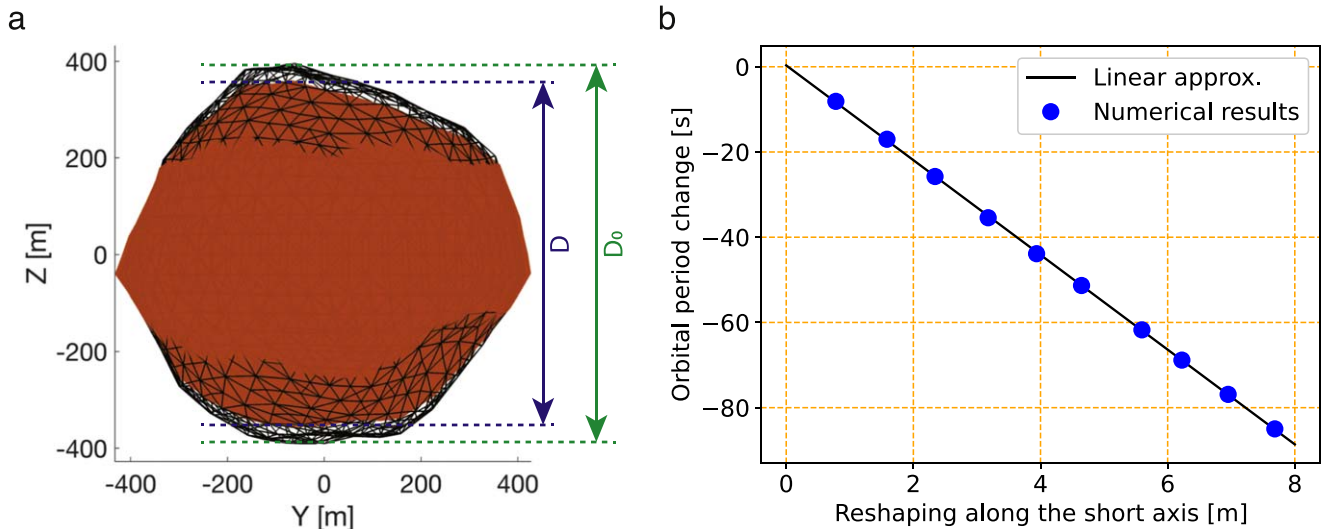 a
400
200
0
-200
-400
Z [m]
-400
-200
0
200
400
Y [m]
D
D₀
b
Linear approx.
Numerical results
0
−20
−40
−60
−80
Orbital period change [s]
0
2
4
6
8
Reshaping along the short axis [m]